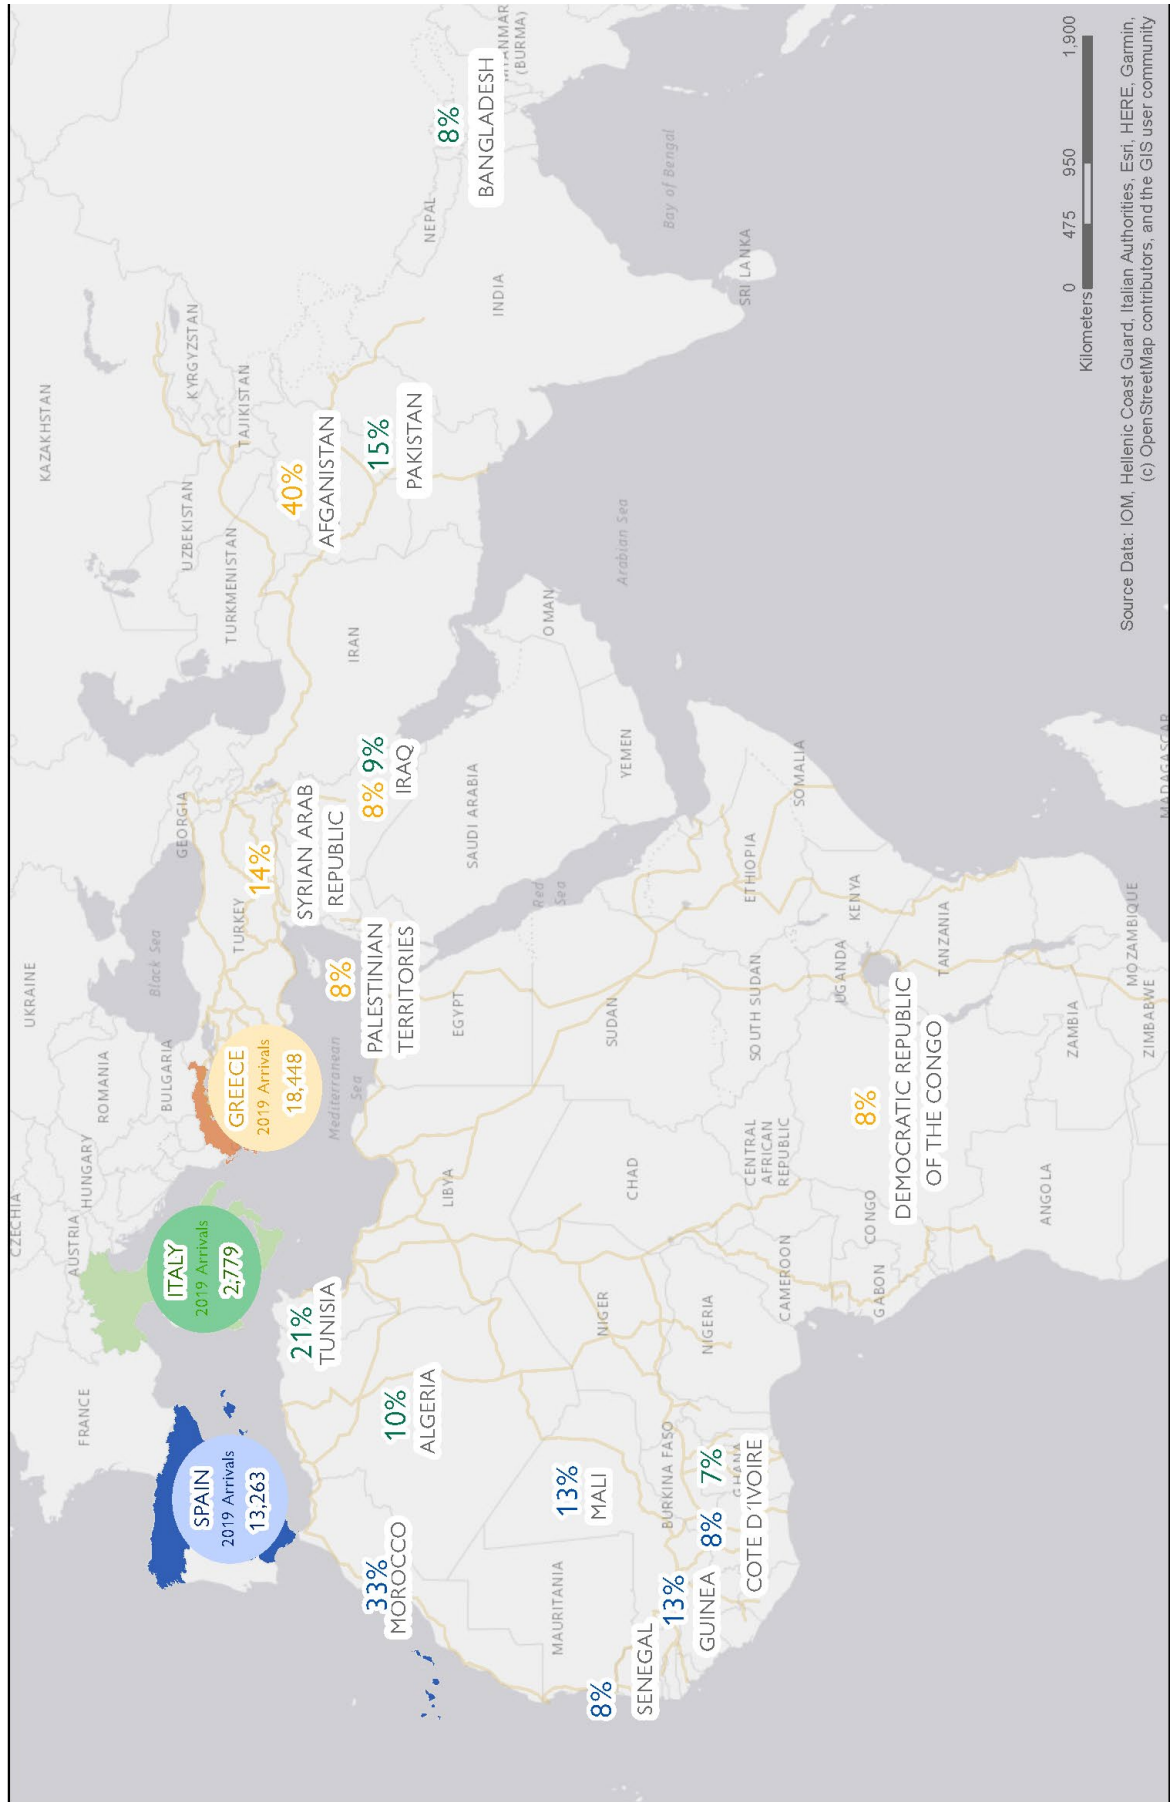 CZECHIA
UKRAINE
KAZAKHSTAN
AUSTRIA
HUNGARY
ROMANIA
FRANCE
BULGARIA
Black Sea
GEORGIA
UZBEKISTAN
KYRGYZSTAN
TURKMENISTAN
TAJIKISTAN
SPAIN
2019 Arrivals
13,263
ITALY
2019 Arrivals
2,779
GREECE
2019 Arrivals
18,448
TURKEY
14%
SYRIAN ARAB
REPUBLIC
40%
AFGANISTAN
21%
TUNISIA
Mediterranean
Sea
8%
PALESTINIAN
TERRITORIES
8%
9%
IRAQ
IRAN
15%
PAKISTAN
NEPAL
8%
BANGLADESH
MYANMAR
(BURMA)
33%
MOROCCO
10%
ALGERIA
LIBYA
EGYPT
SAUDI ARABIA
INDIA
OMAN
Red
Sea
Arabian Sea
Bay of Bengal
MAURITANIA
13%
MALI
NIGER
CHAD
SUDAN
YEMEN
8%
SENEGAL
13%
GUINEA
BURKINA FASO
8%
7%
GHANA
COTE D'IVOIRE
NIGERIA
CAMEROON
CENTRAL
AFRICAN
REPUBLIC
SOUTH SUDAN
ETHIOPIA
SOMALIA
SRI LANKA
GABON
CONGO
8%
DEMOCRATIC REPUBLIC
OF THE CONGO
UGANDA
KENYA
TANZANIA
ANGOLA
ZAMBIA
MOZAMBIQUE
ZIMBABWE
MADAGASCAR
0 475 950 1,900
Kilometers
Source Data: IOM, Hellenic Coast Guard, Italian Authorities, Esri, HERE, Garmin,
(c) OpenStreetMap contributors, and the GIS user community